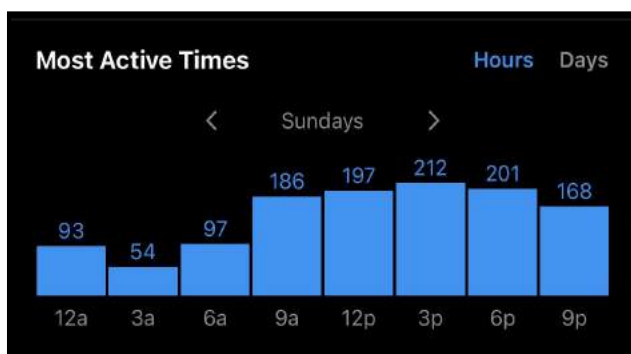 Most Active Times Hours Days
< Sundays >
93 54 97 186 197 212 201 168
12a 3a 6a 9a 12p 3p 6p 9p